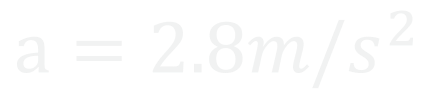 a = 2.8m/s²